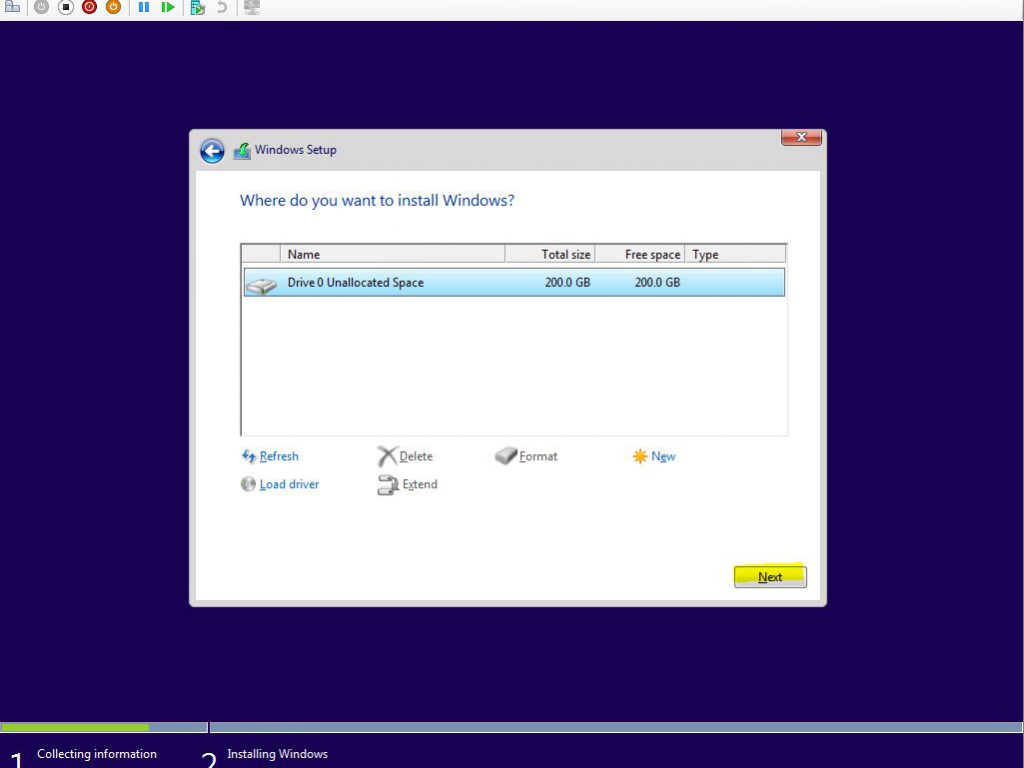 Windows Setup
Where do you want to install Windows?
Name Total size Free space Type
Drive 0 Unallocated Space 200.0 GB 200.0 GB
Refresh Delete Format New
Load driver Extend
Next
1 Collecting information 2 Installing Windows